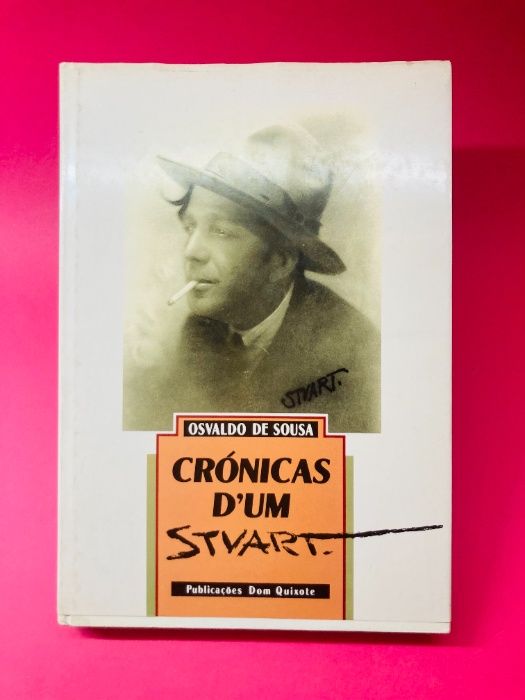 STVART.
OSVALDO DE SOUSA
CRÓNICAS
D'UM
STVART.
Publicações Dom Quixote